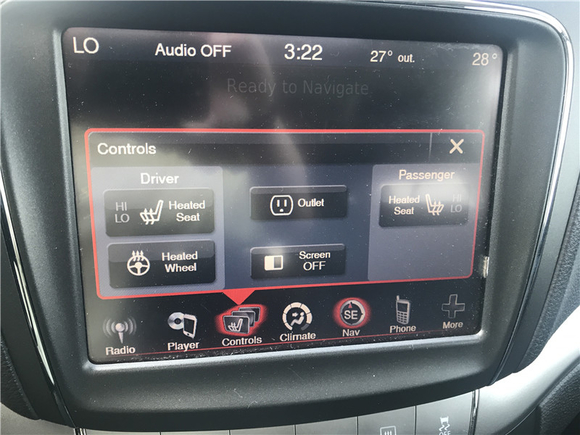 LO Audio OFF 3:22 27° out. 28°
Ready to Navigate
Controls X
Driver Passenger
HI
LO
Heated
Seat
Outlet
Heated
Seat
HI
LO
Heated
Wheel
Screen
OFF
SE
Radio Player Controls Climate Nav Phone More
OFF